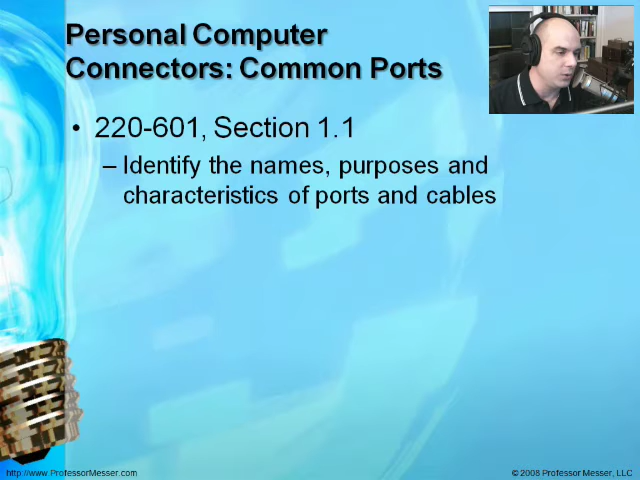 Personal Computer
Connectors: Common Ports
• 220-601, Section 1.1
– Identify the names, purposes and
characteristics of ports and cables
http://www.ProfessorMesser.com
© 2008 Professor Messer, LLC